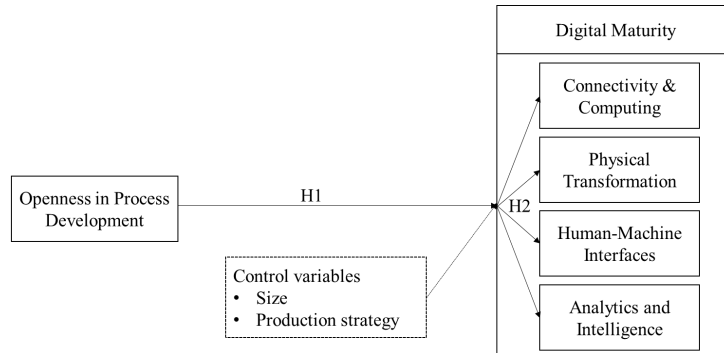 Digital Maturity
Connectivity &
Computing
Physical
Transformation
H1
H2
Openness in Process
Development
Human-Machine
Interfaces
Control variables
• Size
• Production strategy
Analytics and
Intelligence